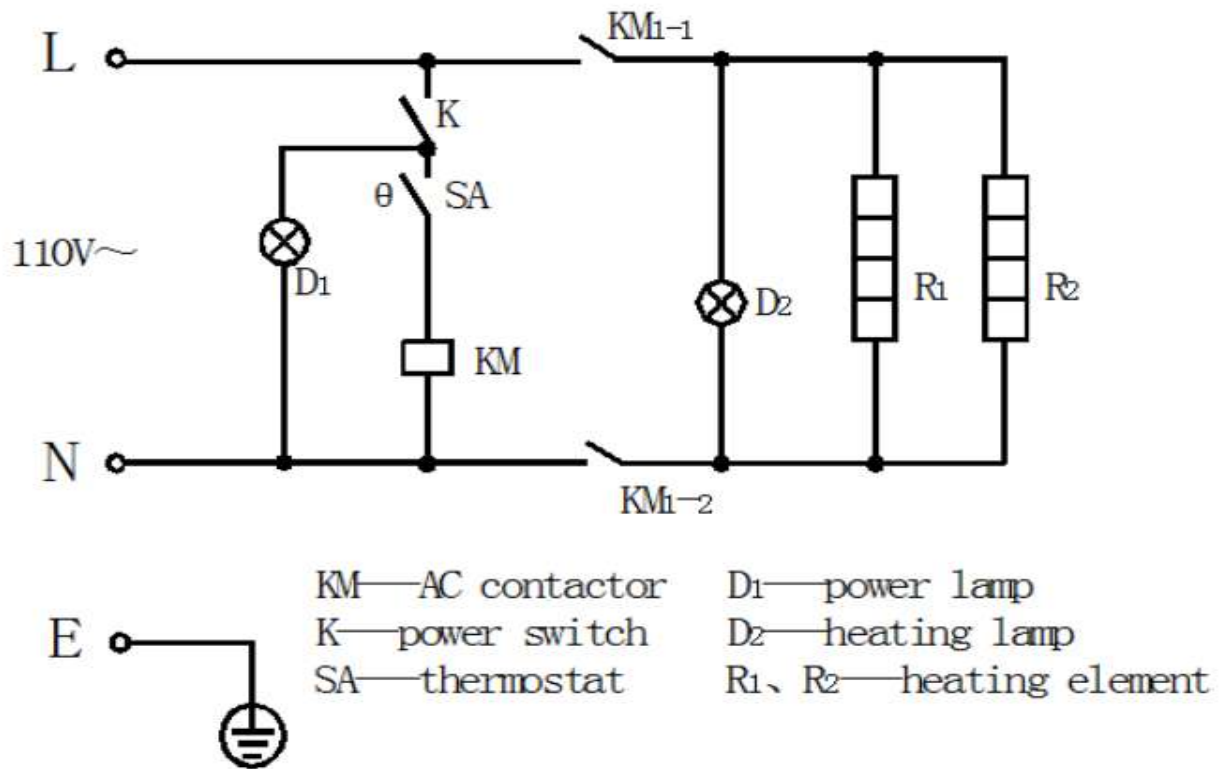 KM1-1
L
K
θ SA
110V～
D1
D2
R1
R2
KM
N
KM1-2
KM——AC contactor D1——power lamp
E
K——power switch D2——heating lamp
SA——thermostat R1、R2——heating element